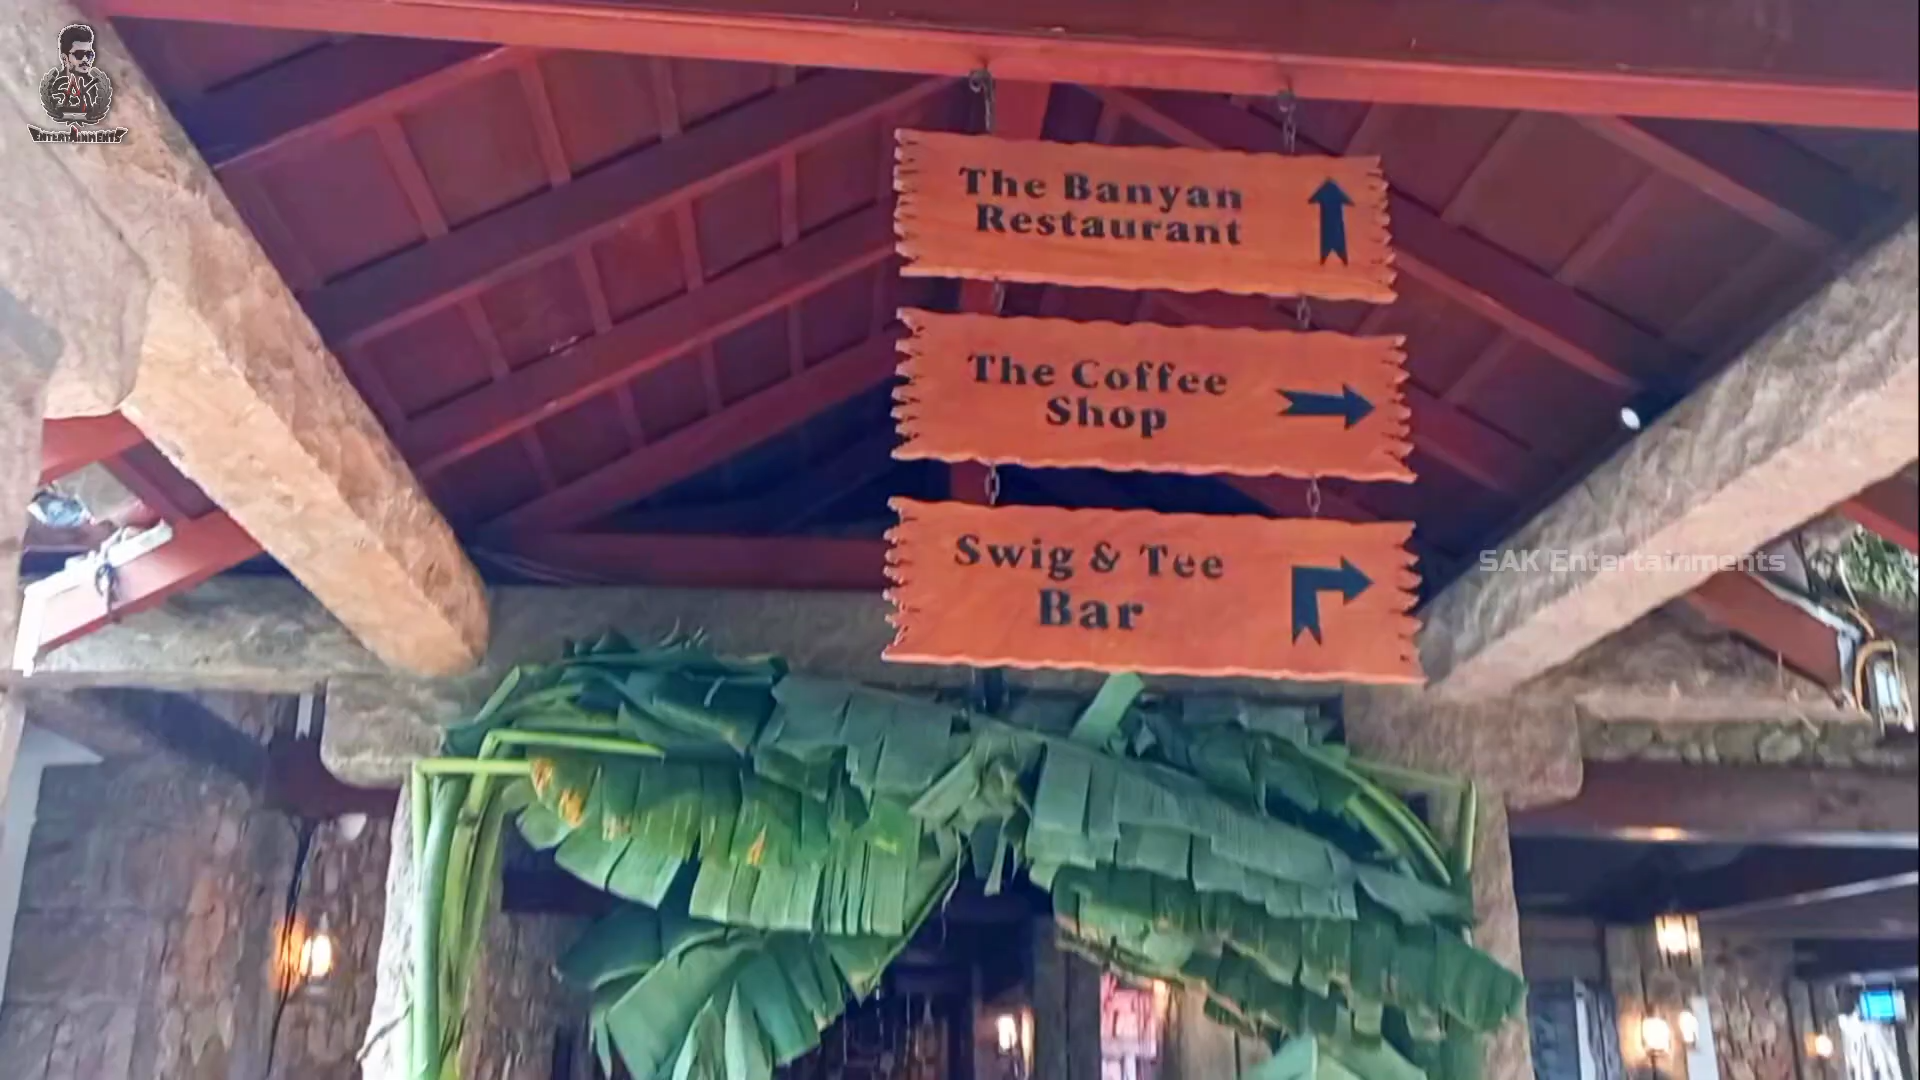 SAK
ENTERTAINMENTS
The Banyan
Restaurant
The Coffee
Shop
Swig & Tee
Bar
SAK Entertainments